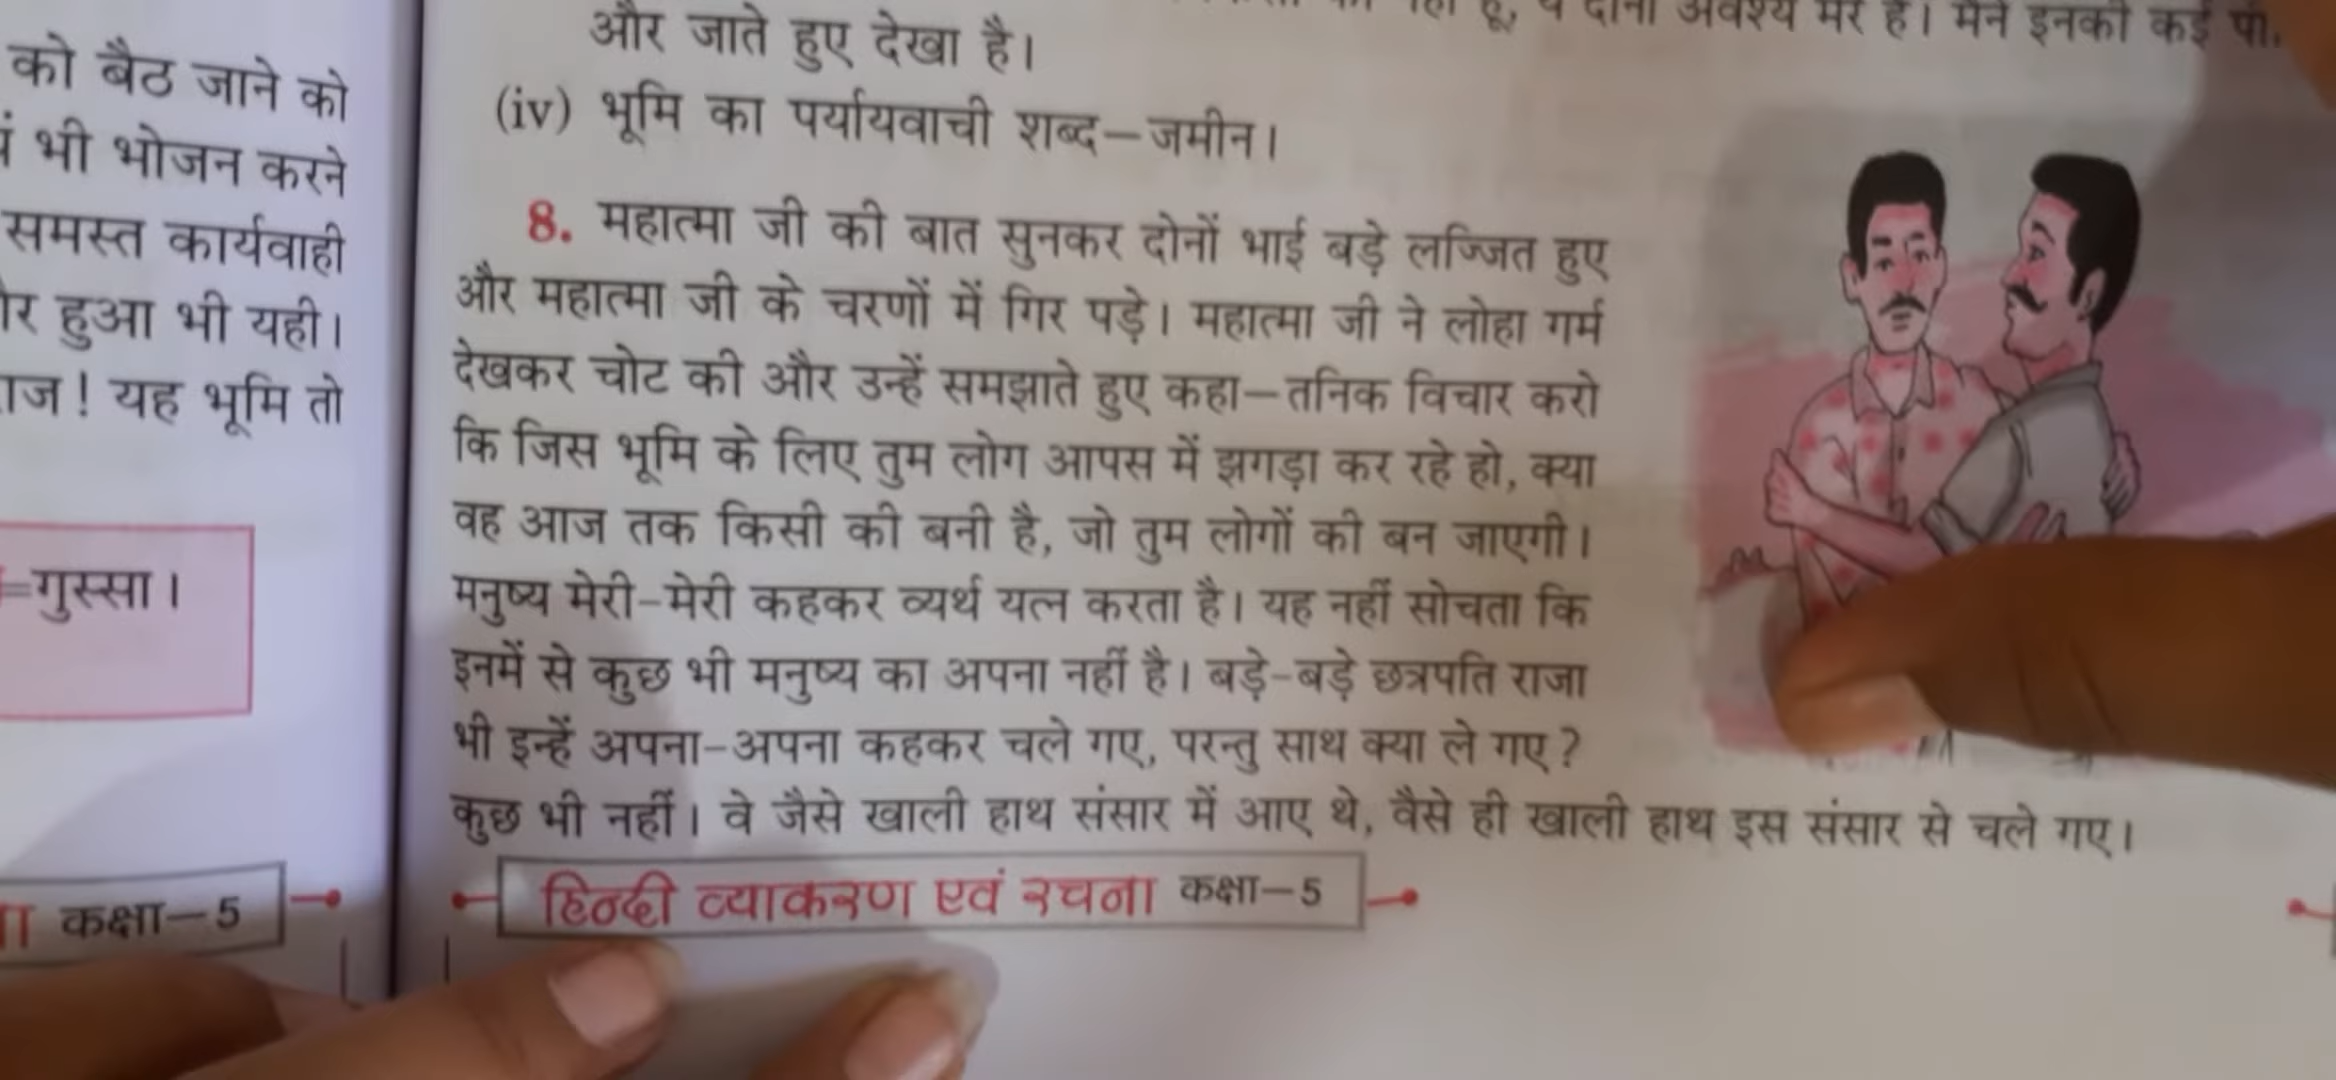 को बैठ जाने को
भी भोजन करने
समस्त कार्यवाही
हुआ भी यही।
यह भूमि तो
=गुस्सा।
कक्षा–5
दोनों अवश्य मेरे हैं। मैंने इनको कई
और जाते हुए देखा है।
(iv) भूमि का पर्यायवाची शब्द–जमीन।
8. महात्मा जी की बात सुनकर दोनों भाई बड़े लज्जित हुए
और महात्मा जी के चरणों में गिर पड़े। महात्मा जी ने लोहा गर्म
देखकर चोट की और उन्हें समझाते हुए कहा–तनिक विचार करो
कि जिस भूमि के लिए तुम लोग आपस में झगड़ा कर रहे हो, क्या
वह आज तक किसी की बनी है, जो तुम लोगों की बन जाएगी।
मनुष्य मेरी-मेरी कहकर व्यर्थ यत्न करता है। यह नहीं सोचता कि
इनमें से कुछ भी मनुष्य का अपना नहीं है। बड़े-बड़े छत्रपति राजा
भी इन्हें अपना-अपना कहकर चले गए, परन्तु साथ क्या ले गए?
कुछ भी नहीं। वे जैसे खाली हाथ संसार में आए थे, वैसे ही खाली हाथ इस संसार से चले गए।
हिन्दी व्याकरण एवं रचना कक्षा–5